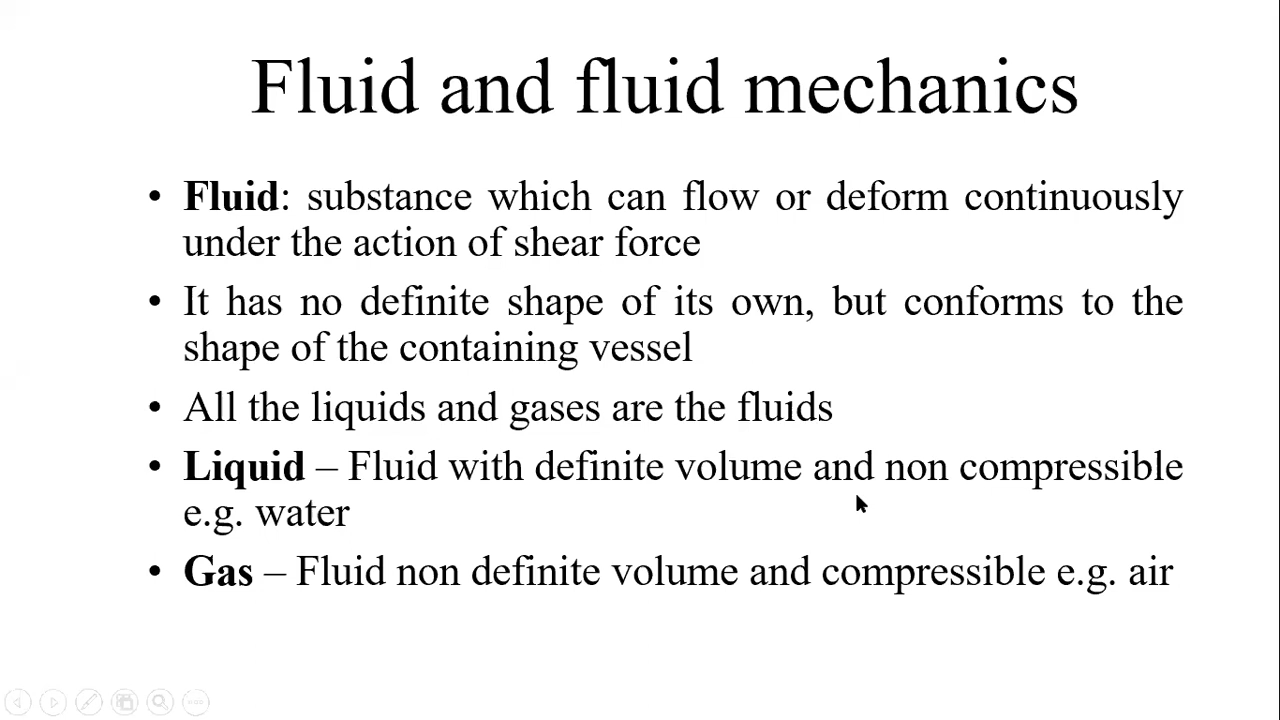 Fluid and fluid mechanics
• Fluid: substance which can flow or deform continuously
under the action of shear force
• It has no definite shape of its own, but conforms to the
shape of the containing vessel
• All the liquids and gases are the fluids
• Liquid – Fluid with definite volume and non compressible
e.g. water
• Gas – Fluid non definite volume and compressible e.g. air